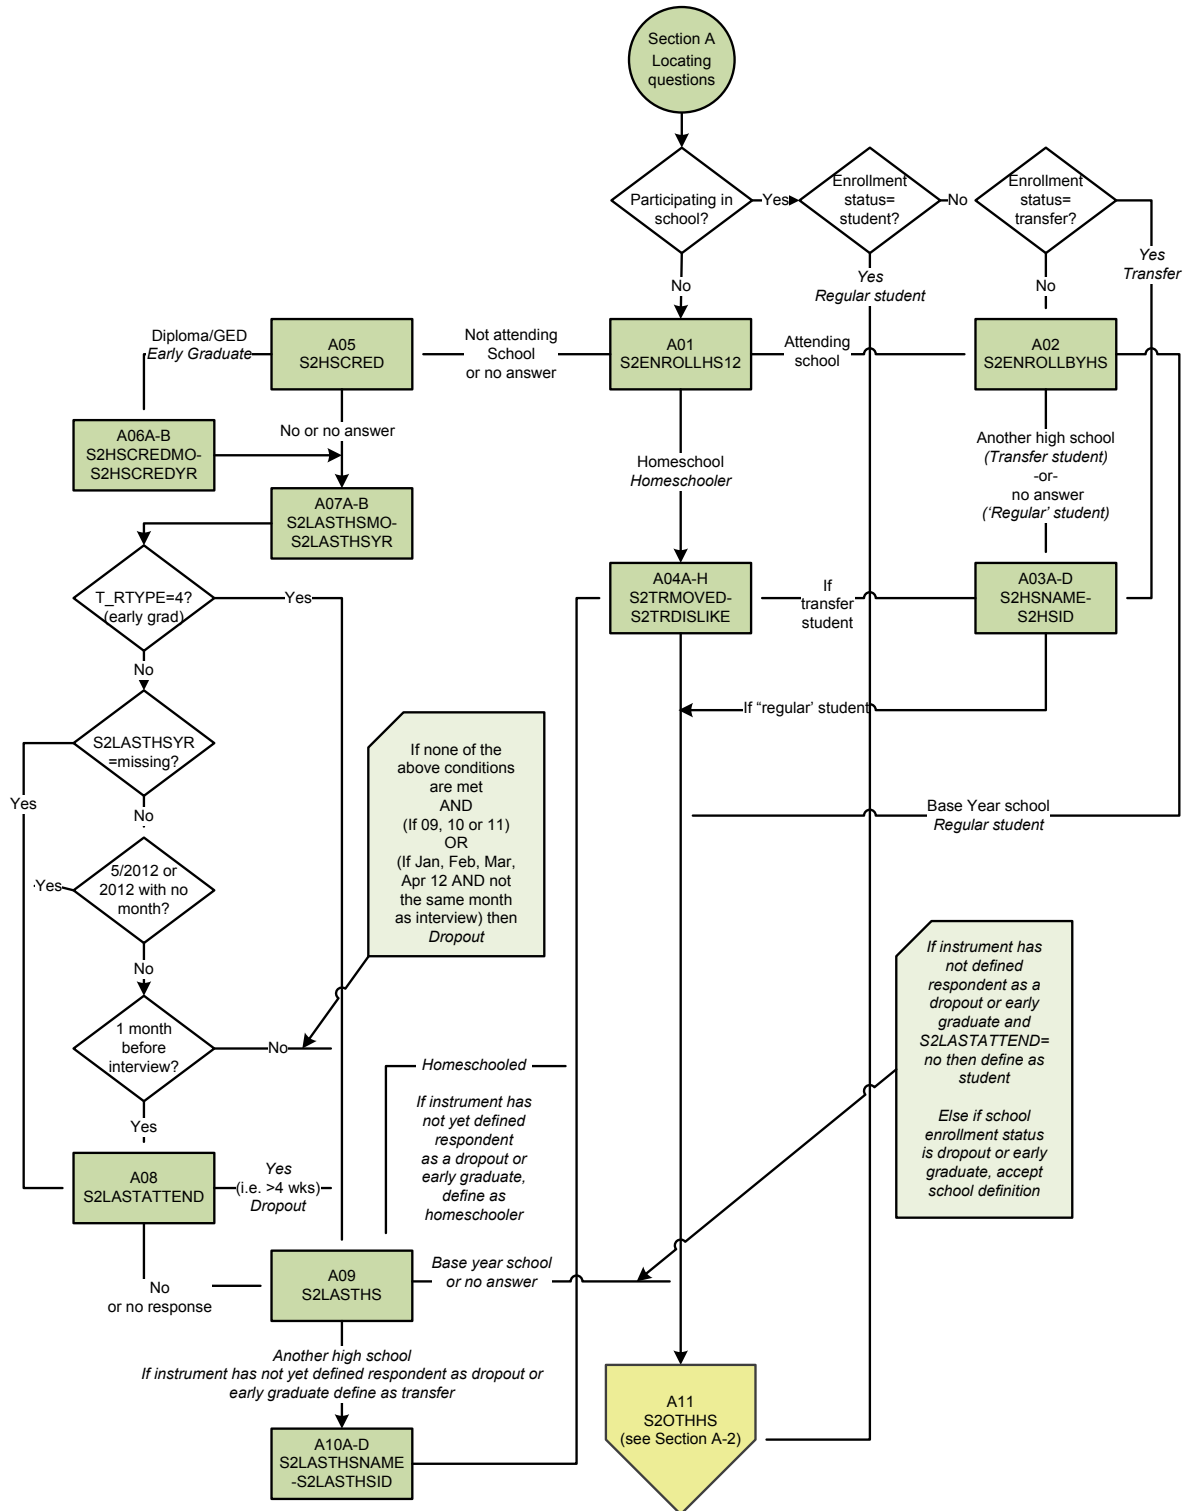 Section A
Locating
questions
Participating in
school?
Yes
Enrollment
status=
student?
No
Enrollment
status=
transfer?
Yes
Transfer
No
Yes
Regular student
No
Diploma/GED
Early Graduate
A05
S2HSCRED
Not attending
School
or no answer
A01
S2ENROLLHS12
Attending
school
A02
S2ENROLLBYHS
A06A-B
S2HSCREDMO-
S2HSCREDYR
No or no answer
Homeschool
Homeschooler
Another high school
(Transfer student)
-or-
no answer
(‘Regular’ student)
A07A-B
S2LASTHSMO-
S2LASTHSYR
T_RTYPE=4?
(early grad)
Yes
A04A-H
S2TRMOVED-
S2TRDISLIKE
If
transfer
student
A03A-D
S2HSNAME-
S2HSID
No
If “regular’ student
S2LASTHSYR
=missing?
Yes
No
If none of the
above conditions
are met
AND
(If 09, 10 or 11)
OR
(If Jan, Feb, Mar,
Apr 12 AND not
the same month
as interview) then
Dropout
Base Year school
Regular student
5/2012 or
2012 with no
month?
Yes
No
1 month
before
interview?
No
Yes
If instrument has
not defined
respondent as a
dropout or early
graduate and
S2LASTATTEND=
no then define as
student
Else if school
enrollment status
is dropout or early
graduate, accept
school definition
Homeschooled
If instrument has
not yet defined
respondent
as a dropout or
early graduate,
define as
homeschooler
A08
S2LASTATTEND
Yes
(i.e. >4 wks)
Dropout
No
or no response
A09
S2LASTHS
Base year school
or no answer
Another high school
If instrument has not yet defined respondent as dropout or
early graduate define as transfer
A10A-D
S2LASTHSNAME
-S2LASTHSID
A11
S2OTHHS
(see Section A-2)